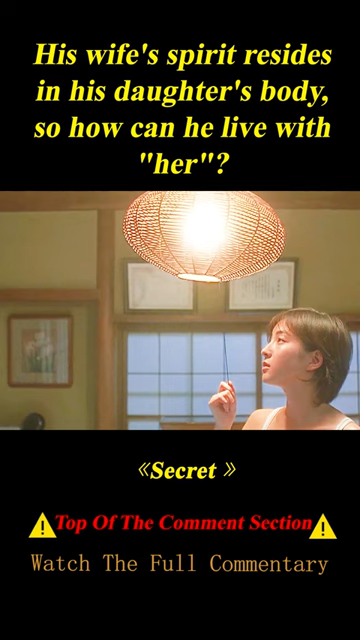 His wife's spirit resides
in his daughter's body,
so how can he live with
"her"?
《Secret 》
Top Of The Comment Section
Watch The Full Commentary